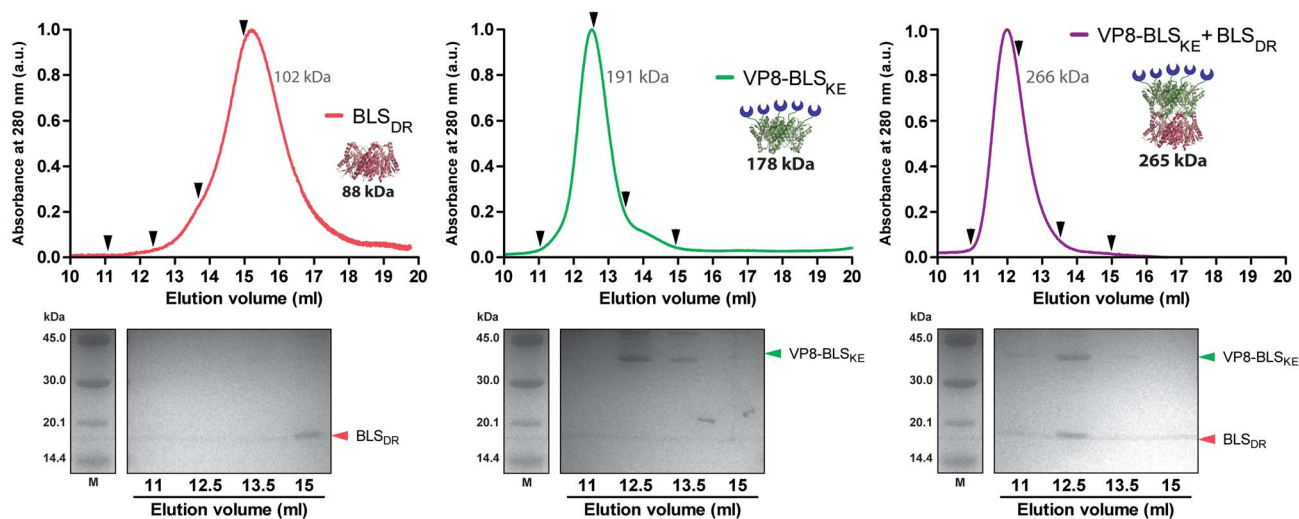 Absorbance at 280 nm (a.u.)
1.0
0.8
0.6
0.4
0.2
0.0
102 kDa
BLSDR
88 kDa
10 11 12 13 14 15 16 17 18 19 20
Elution volume (ml)
Absorbance at 280 nm (a.u.)
1.0
0.8
0.6
0.4
0.2
0.0
191 kDa
VP8-BLSKE
178 kDa
10 11 12 13 14 15 16 17 18 19 20
Elution volume (ml)
Absorbance at 280 nm (a.u.)
1.0
0.8
0.6
0.4
0.2
0.0
VP8-BLSKE + BLSDR
266 kDa
265 kDa
10 11 12 13 14 15 16 17 18 19 20
Elution volume (ml)
kDa
45.0
30.0
20.1
14.4
M
BLSDR
11 12.5 13.5 15
Elution volume (ml)
kDa
45.0
30.0
20.1
14.4
M
VP8-BLSKE
11 12.5 13.5 15
Elution volume (ml)
kDa
45.0
30.0
20.1
14.4
M
VP8-BLSKE
BLSDR
11 12.5 13.5 15
Elution volume (ml)